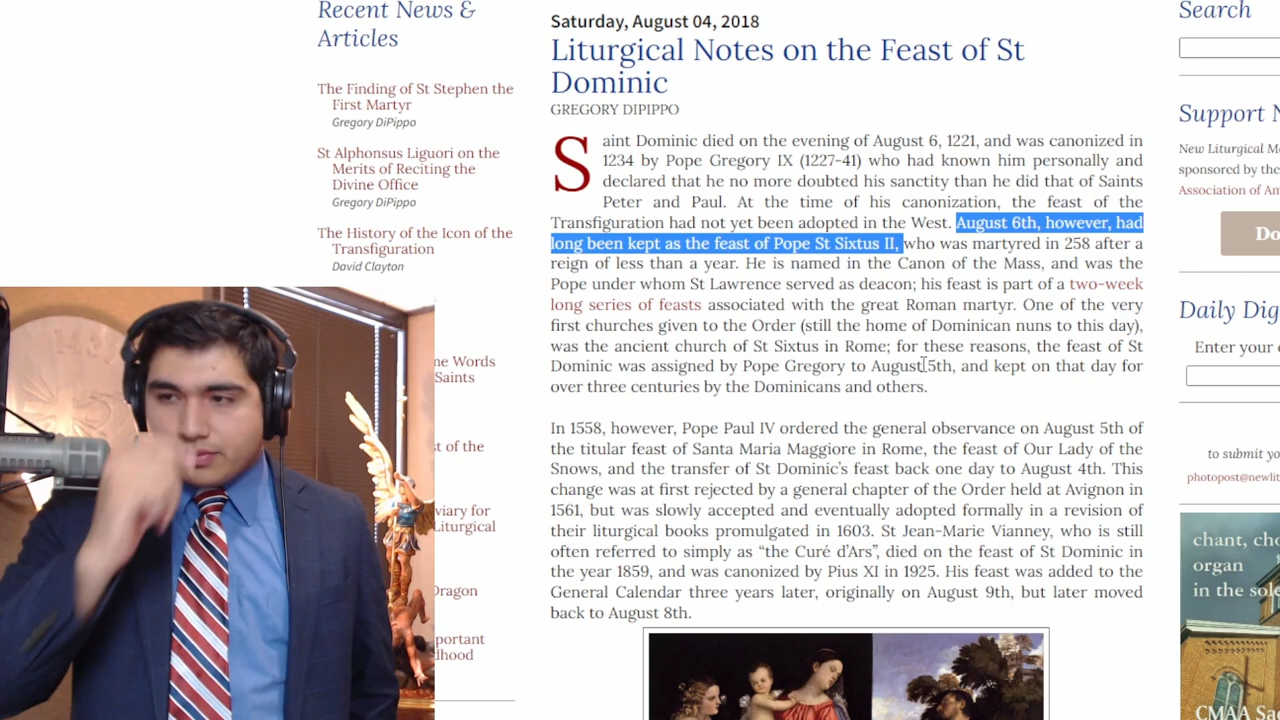 Recent News &
Articles
The Finding of St Stephen the
First Martyr
Gregory DiPippo
St Alphonsus Liguori on the
Merits of Reciting the
Divine Office
Gregory DiPippo
The History of the Icon of the
Transfiguration
David Clayton
me Words
Saints
st of the
viary for
Liturgical
Dragon
portant
dhood
Saturday, August 04, 2018
Liturgical Notes on the Feast of St
Dominic
GREGORY DIPIPPO
Saint Dominic died on the evening of August 6, 1221, and was canonized in
1234 by Pope Gregory IX (1227-41) who had known him personally and
declared that he no more doubted his sanctity than he did that of Saints
Peter and Paul. At the time of his canonization, the feast of the
Transfiguration had not yet been adopted in the West. August 6th, however, had
long been kept as the feast of Pope St Sixtus II, who was martyred in 258 after a
reign of less than a year. He is named in the Canon of the Mass, and was the
Pope under whom St Lawrence served as deacon; his feast is part of a two-week
long series of feasts associated with the great Roman martyr. One of the very
first churches given to the Order (still the home of Dominican nuns to this day),
was the ancient church of St Sixtus in Rome; for these reasons, the feast of St
Dominic was assigned by Pope Gregory to August 5th, and kept on that day for
over three centuries by the Dominicans and others.
In 1558, however, Pope Paul IV ordered the general observance on August 5th of
the titular feast of Santa Maria Maggiore in Rome, the feast of Our Lady of the
Snows, and the transfer of St Dominic's feast back one day to August 4th. This
change was at first rejected by a general chapter of the Order held at Avignon in
1561, but was slowly accepted and eventually adopted formally in a revision of
their liturgical books promulgated in 1603. St Jean-Marie Vianney, who is still
often referred to simply as “the Curé d’Ars”, died on the feast of St Dominic in
the year 1859, and was canonized by Pius XI in 1925. His feast was added to the
General Calendar three years later, originally on August 9th, but later moved
back to August 8th.
Search
Support N
New Liturgical Mo
sponsored by the
Association of Am
Do
Daily Dig
Enter your e
to submit yo
photopost@newlit
chant, cho
organ
in the sole
CMAA Sac